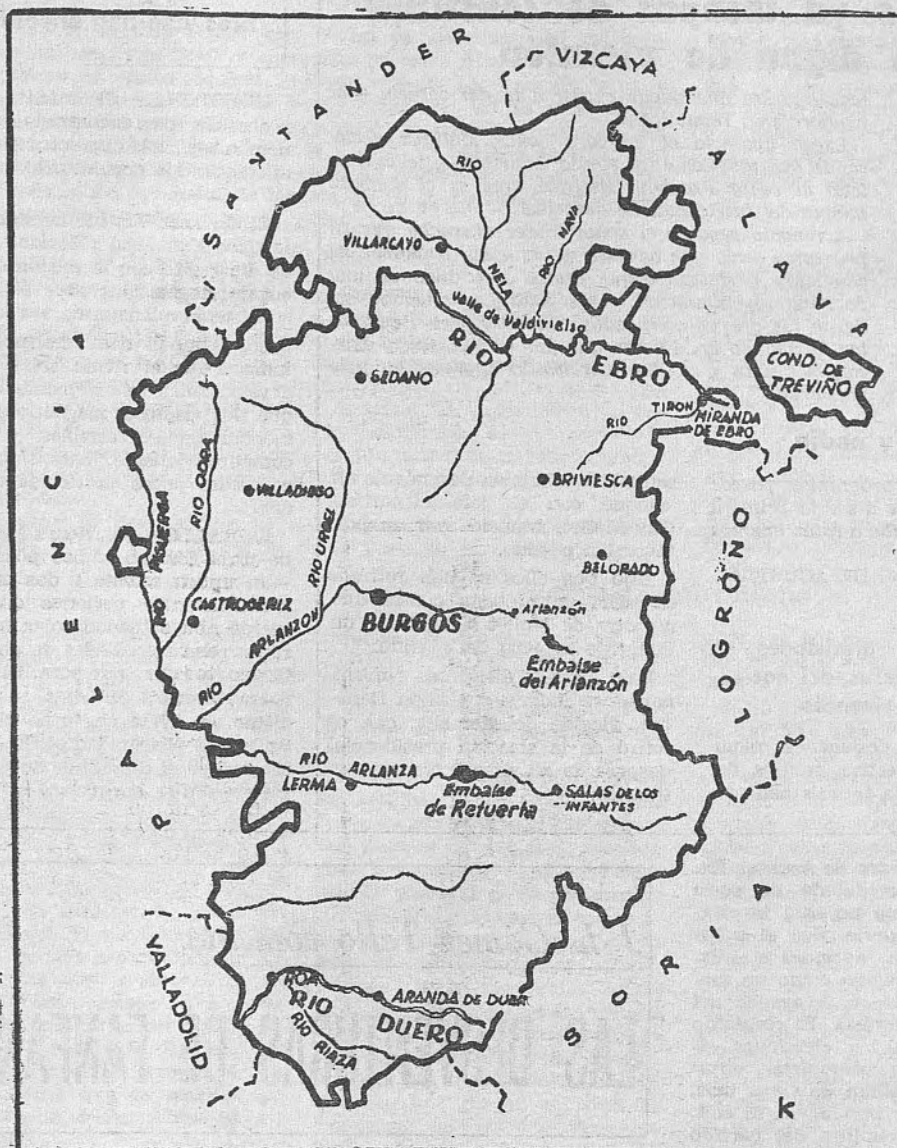 SANTANDER
VIZCAYA
ALAVA
RIO
NELA
RIO NAVA
VILLARCAYO
Valle de Valdivielso
RIO
EBRO
COND. DE
TREVIÑO
SEDANO
RIO TIRON
MIRANDA
DE EBRO
BRIVIESCA
RIO ODRA
VALLADIEGO
RIO URBEL
RIO PISUERGA
BELORADO
LOGROÑO
CASTROGERIZ
BURGOS
Arlanzón
Embalse
del Arlanzón
RIO ARLANZON
PALENCIA
RIO ARLANZA
LERMA
Embalse
de Retuerta
SALAS DE LOS
INFANTES
SORIA
VALLADOLID
ROA
ARANDA DE DUER
RIO
DUERO
RIO RIAZA
K